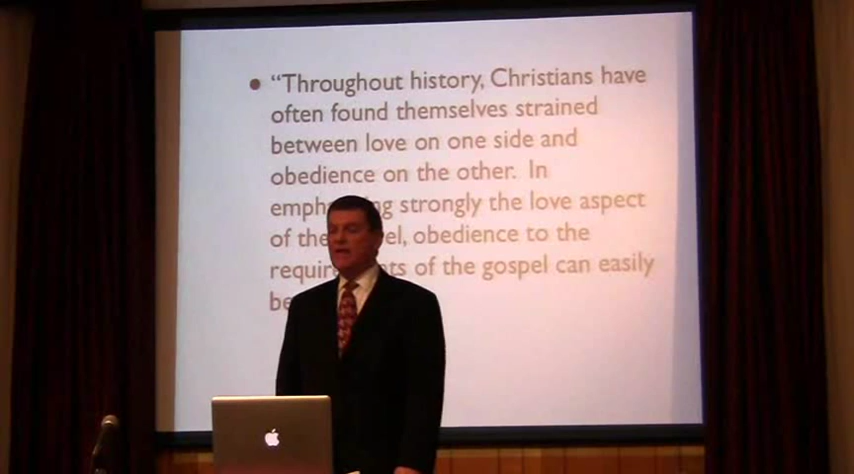 • “Throughout history, Christians have
often found themselves strained
between love on one side and
obedience on the other. In
strongly the love aspect
of obedience to the
of the gospel can easily